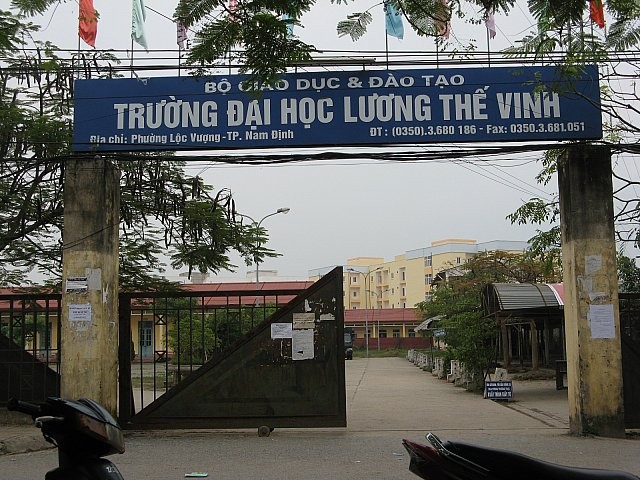 BỘ GIÁO DỤC & ĐÀO TẠO
TRƯỜNG ĐẠI HỌC LƯƠNG THẾ VINH
Địa chỉ: Phường Lộc Vượng -TP. Nam Định
ĐT : (0350).3.680 186 - Fax: 0350.3.681.051